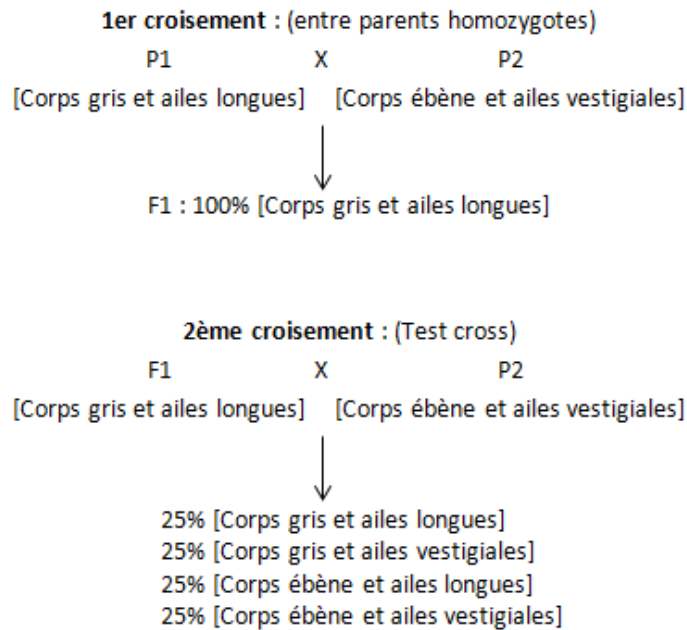 1er croisement : (entre parents homozygotes)
P1 X P2
[Corps gris et ailes longues] [Corps ébène et ailes vestigiales]
F1 : 100% [Corps gris et ailes longues]
2ème croisement : (Test cross)
F1 X P2
[Corps gris et ailes longues] [Corps ébène et ailes vestigiales]
25% [Corps gris et ailes longues]
25% [Corps gris et ailes vestigiales]
25% [Corps ébène et ailes longues]
25% [Corps ébène et ailes vestigiales]